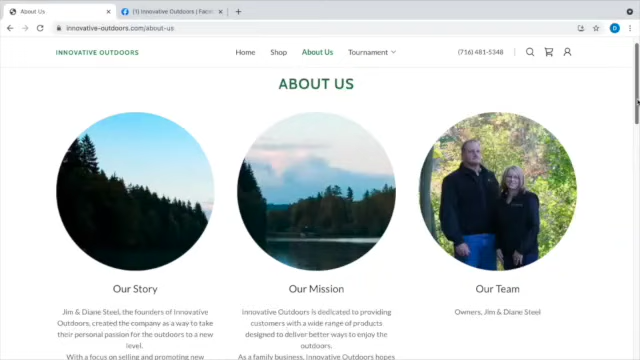 About Us
(1) Innovative Outdoors | Faceb
innovative-outdoors.com/about-us
INNOVATIVE OUTDOORS
Home
Shop
About Us
Tournament
(716) 481-5348
ABOUT US
Our Story
Jim & Diane Steel, the founders of Innovative
Outdoors, created the company as a way to take
their personal passion for the outdoors to a new
level.
With a focus on selling and promoting new
Our Mission
Innovative Outdoors is dedicated to providing
customers with a wide range of products
designed to deliver better ways to enjoy the
outdoors.
As a family business, Innovative Outdoors hopes
Our Team
Owners, Jim & Diane Steel